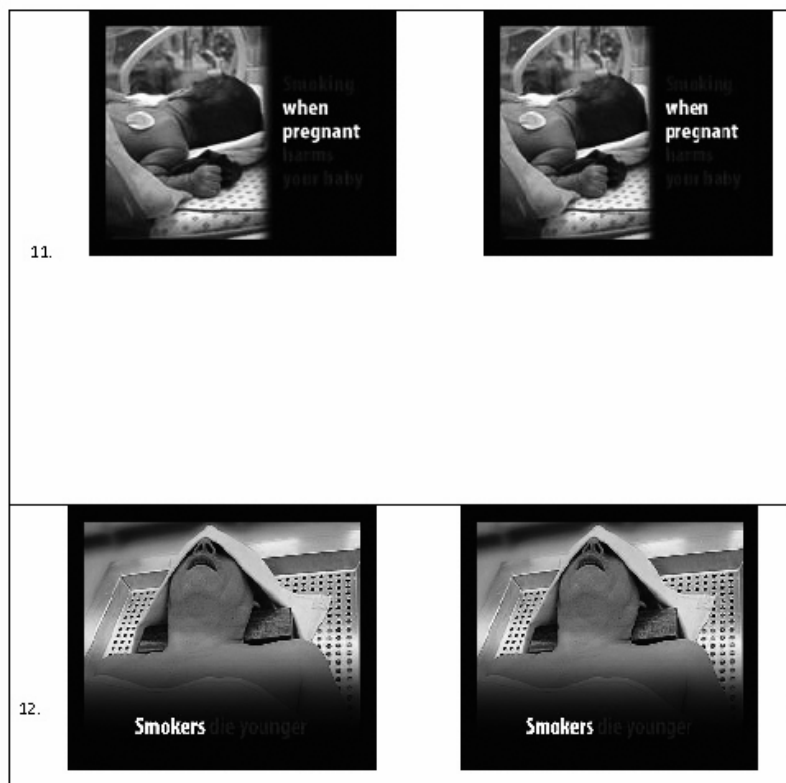 11.
Smoking
when
pregnant
harms
your baby
Smoking
when
pregnant
harms
your baby
12.
Smokers die younger
Smokers die younger